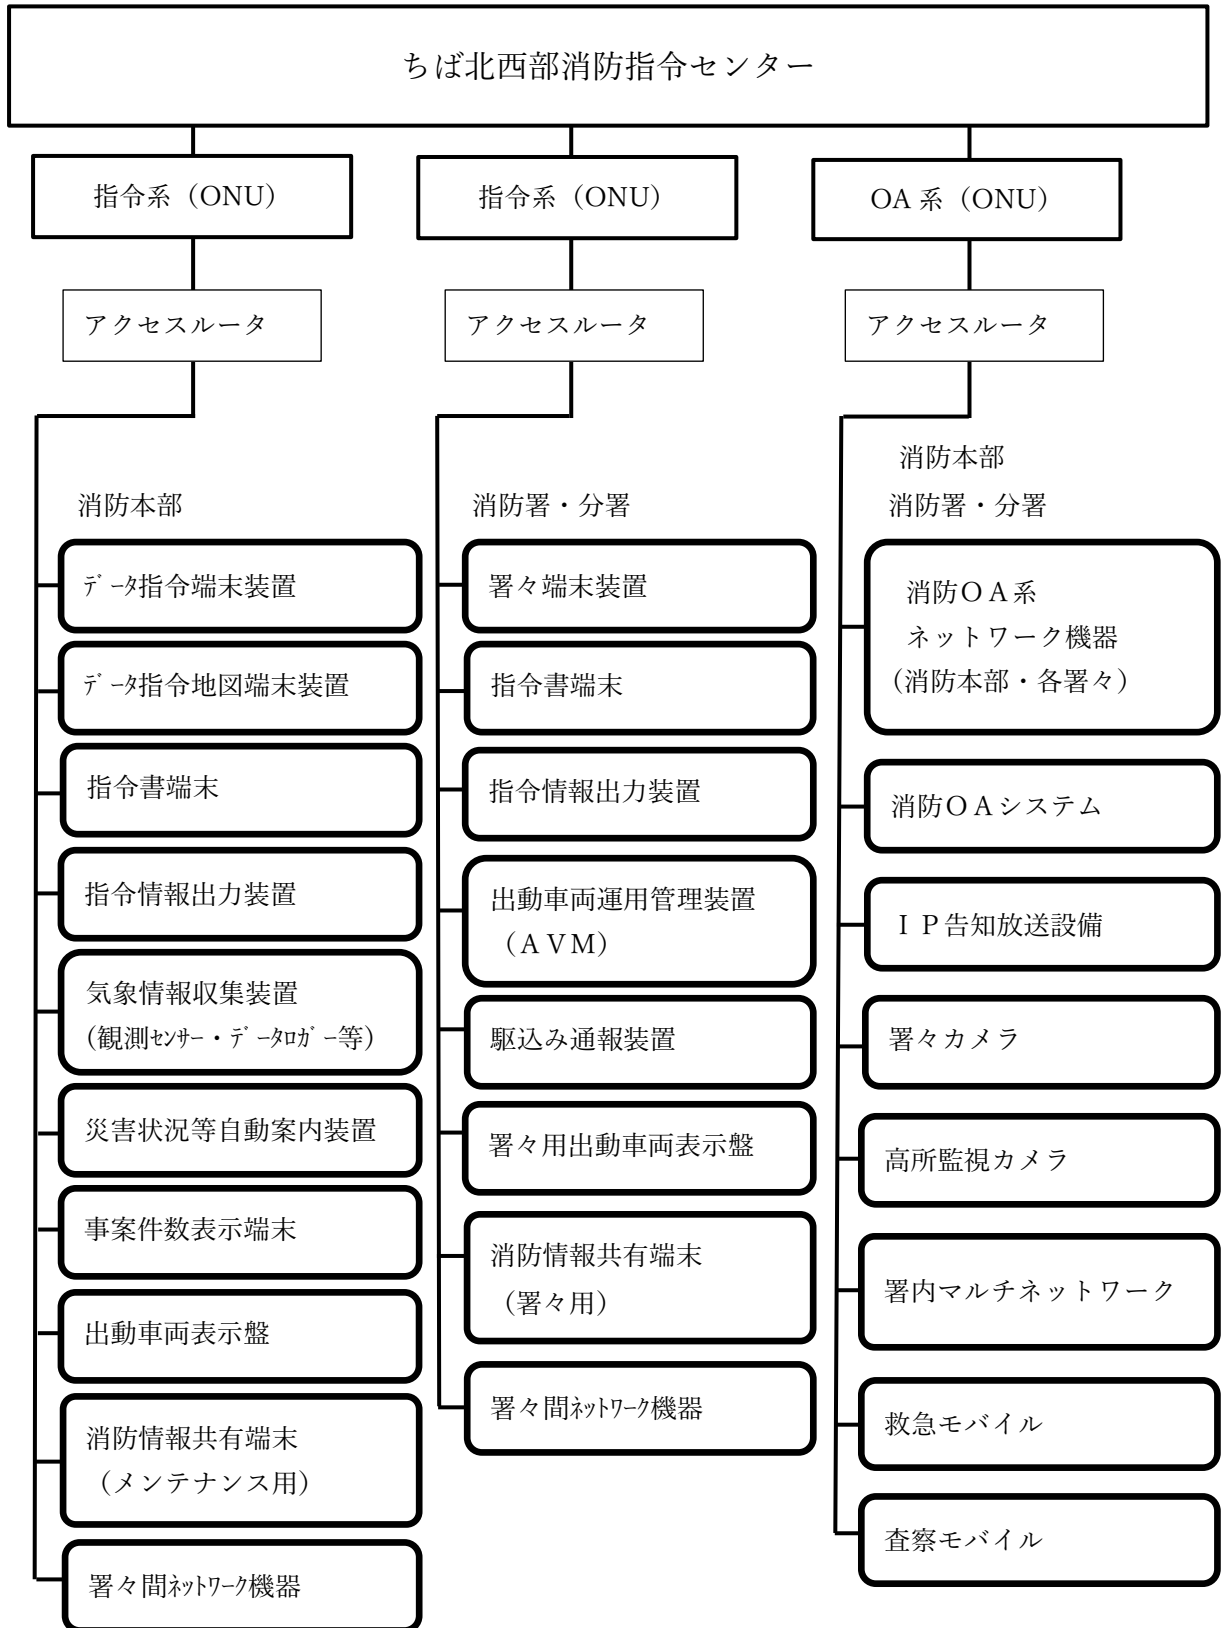 ちば北西部消防指令センター
指令系（ONU）
アクセスルータ
消防本部
ﾃﾞｰﾀ指令端末装置
ﾃﾞｰﾀ指令地図端末装置
指令書端末
指令情報出力装置
気象情報収集装置
(観測ｾﾝｻｰ・ﾃﾞｰﾀﾛｶﾞｰ等)
災害状況等自動案内装置
事案件数表示端末
出動車両表示盤
消防情報共有端末
（メンテナンス用）
署々間ﾈｯﾄﾜｰｸ機器
指令系（ONU）
アクセスルータ
消防署・分署
署々端末装置
指令書端末
指令情報出力装置
出動車両運用管理装置
（ＡＶＭ）
駆込み通報装置
署々用出動車両表示盤
消防情報共有端末
（署々用）
署々間ﾈｯﾄﾜｰｸ機器
OA 系（ONU）
アクセスルータ
消防本部
消防署・分署
消防ＯＡ系
ネットワーク機器
(消防本部・各署々）
消防ＯＡシステム
ＩＰ告知放送設備
署々カメラ
高所監視カメラ
署内マルチネットワーク
救急モバイル
査察モバイル